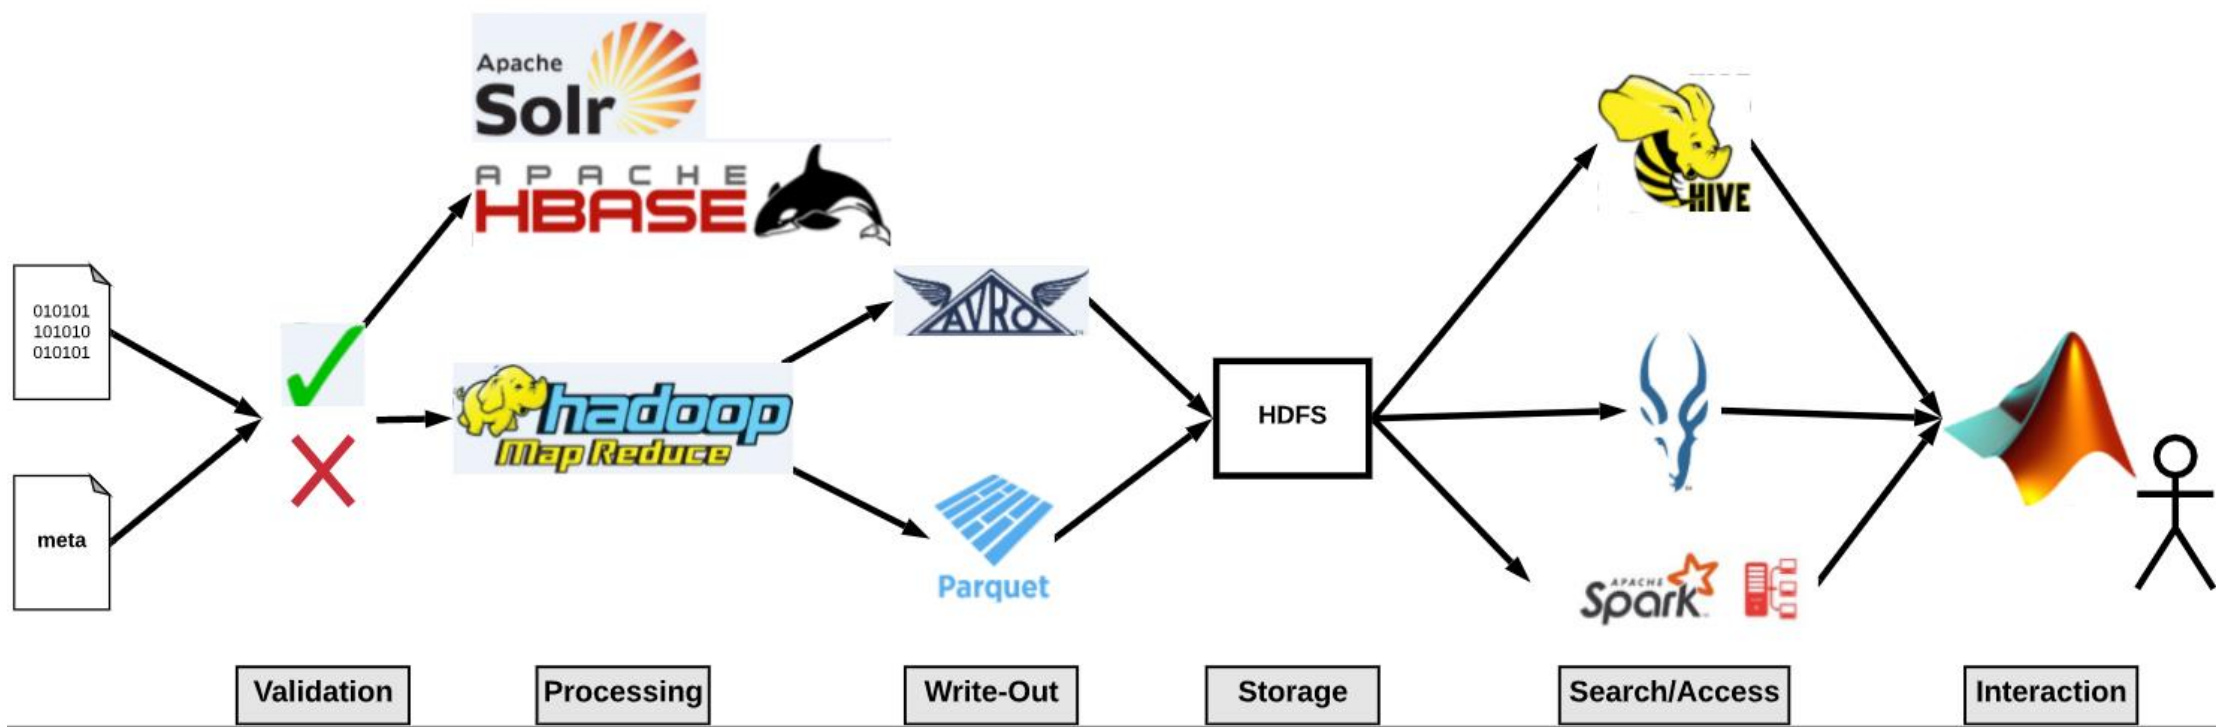 Apache
Solr
APACHE
HBASE
010101
101010
010101
meta
hadoop
Map Reduce
AVRO
Parquet
HDFS
HIVE
APACHE
Spark
Validation
Processing
Write-Out
Storage
Search/Access
Interaction